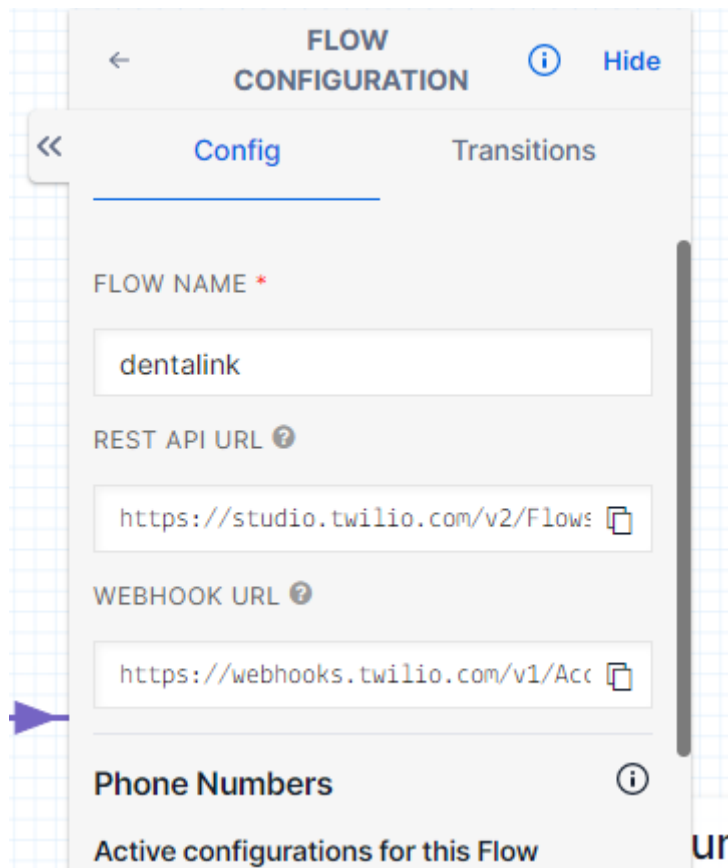 FLOW
CONFIGURATION
Hide
Config
Transitions
FLOW NAME *
dentalink
REST API URL
https://studio.twilio.com/v2/Flows
WEBHOOK URL
https://webhooks.twilio.com/v1/Acc
Phone Numbers
Active configurations for this Flow